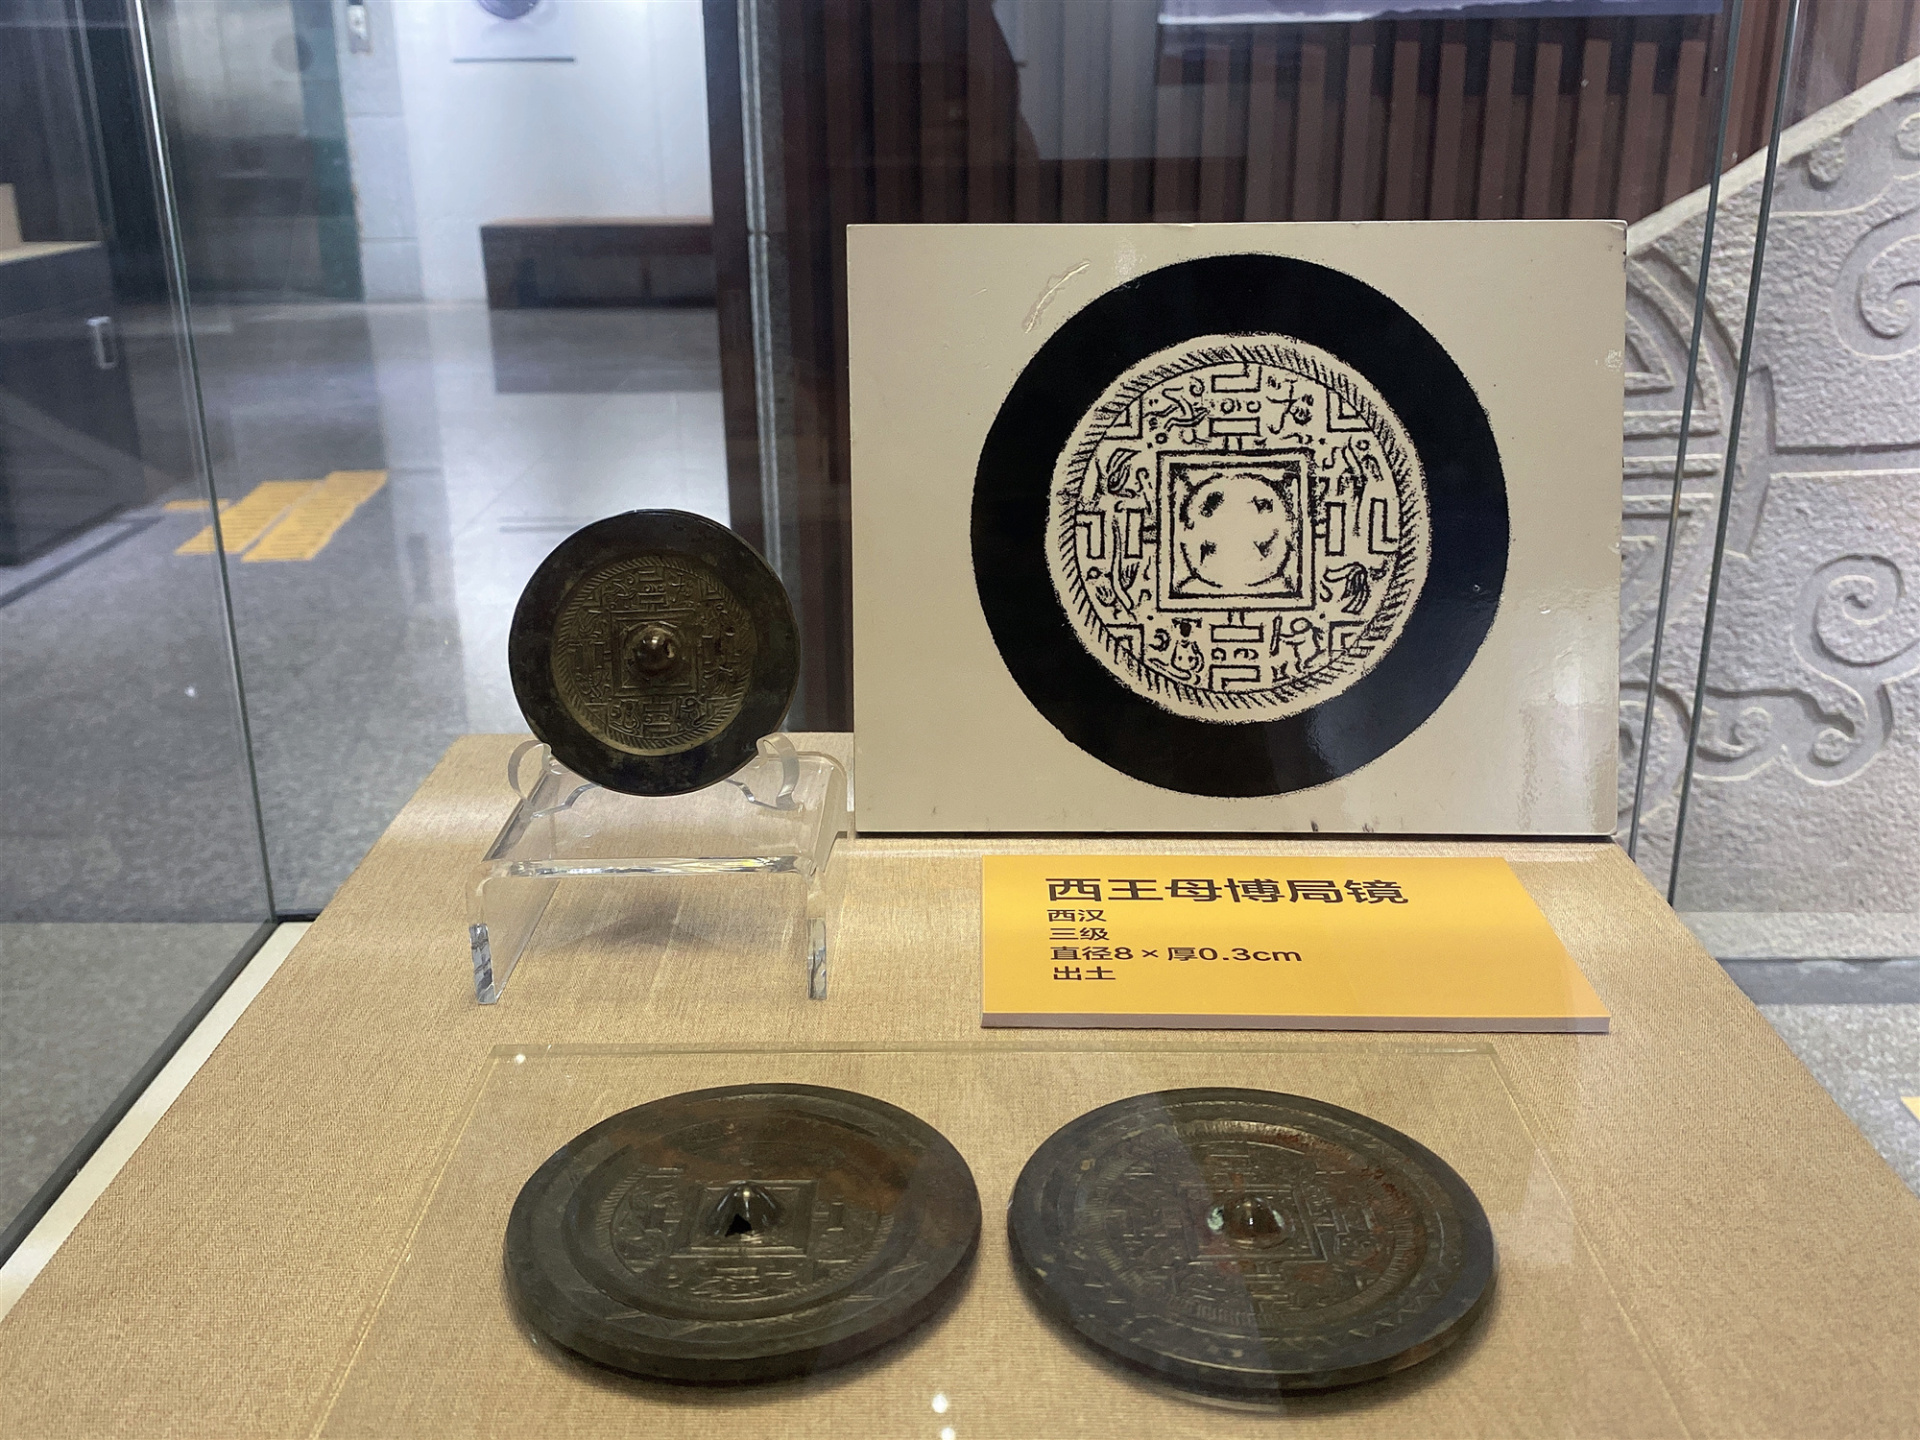 西王母博局镜
西汉
三级
直径8×厚0.3cm
出土